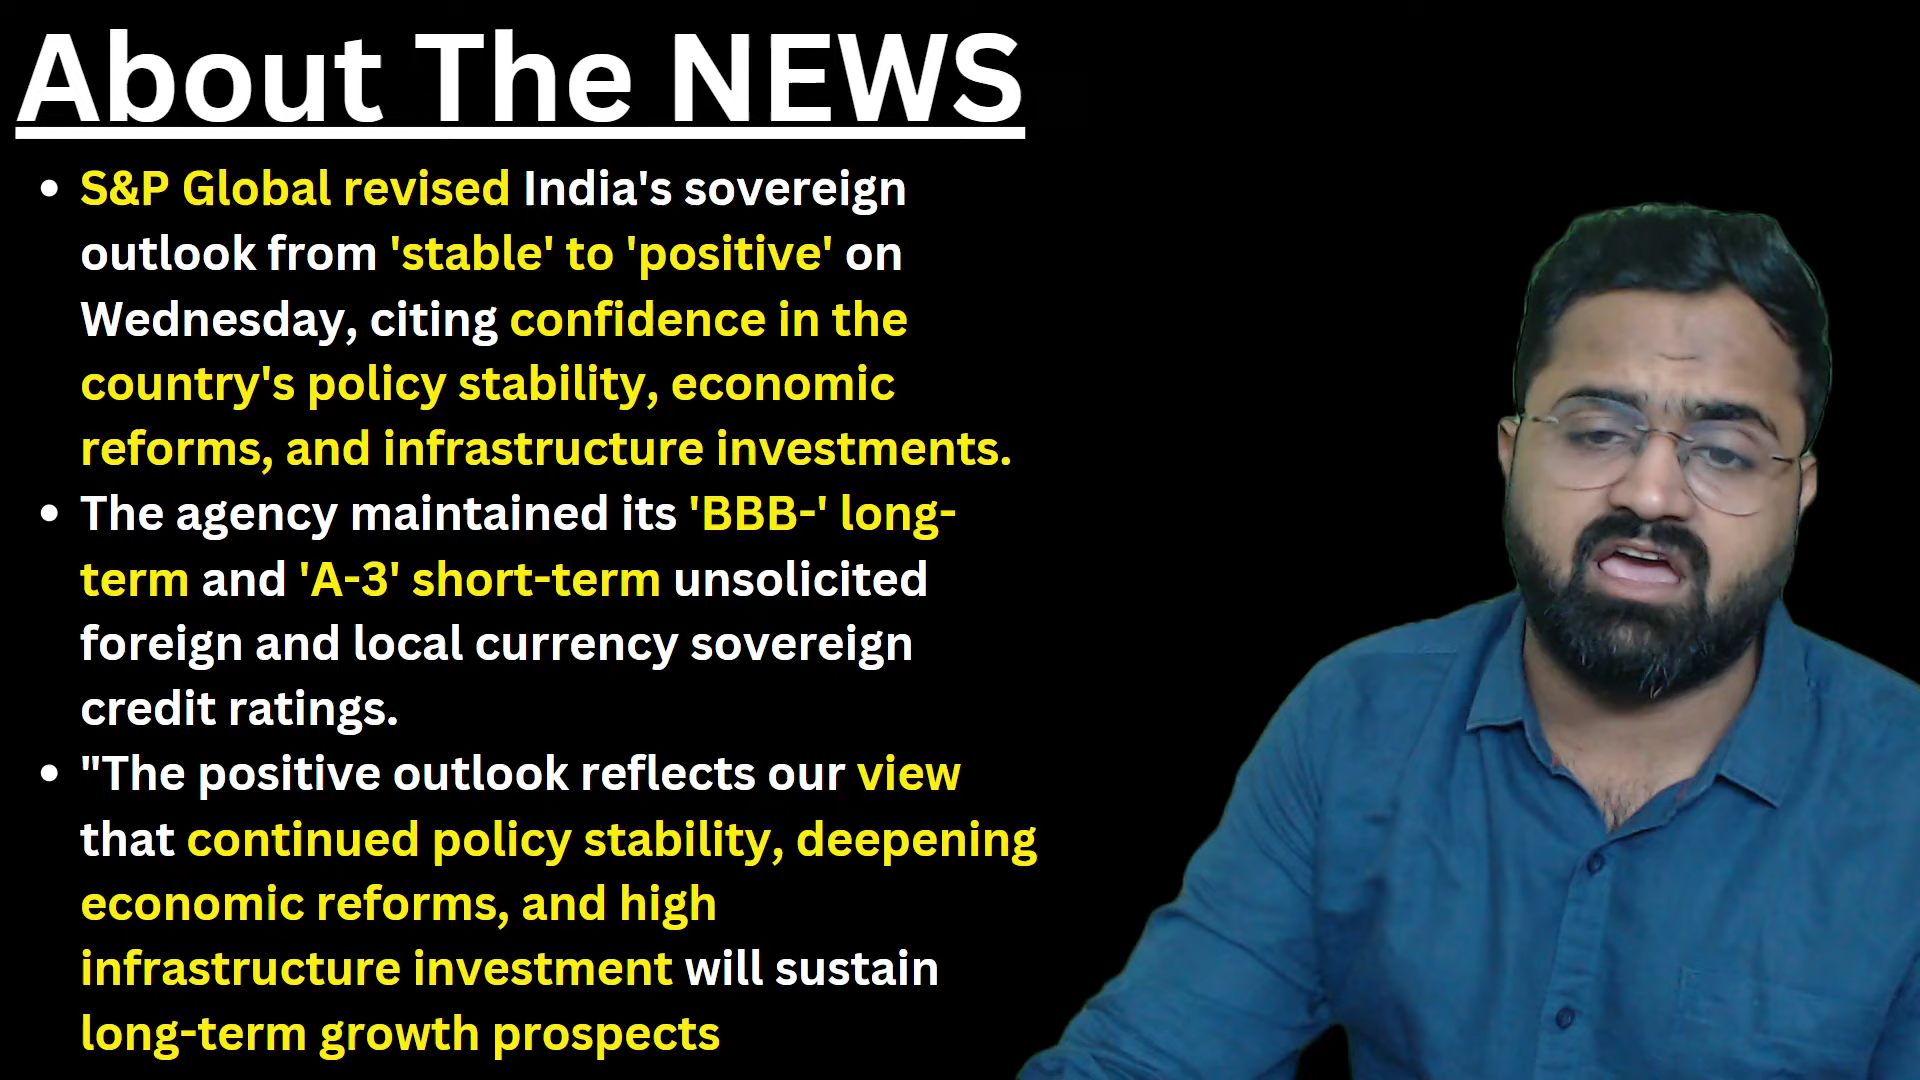 About The NEWS
• S&P Global revised India's sovereign
outlook from 'stable' to 'positive' on
Wednesday, citing confidence in the
country's policy stability, economic
reforms, and infrastructure investments.
• The agency maintained its 'BBB-' long-
term and 'A-3' short-term unsolicited
foreign and local currency sovereign
credit ratings.
• "The positive outlook reflects our view
that continued policy stability, deepening
economic reforms, and high
infrastructure investment will sustain
long-term growth prospects